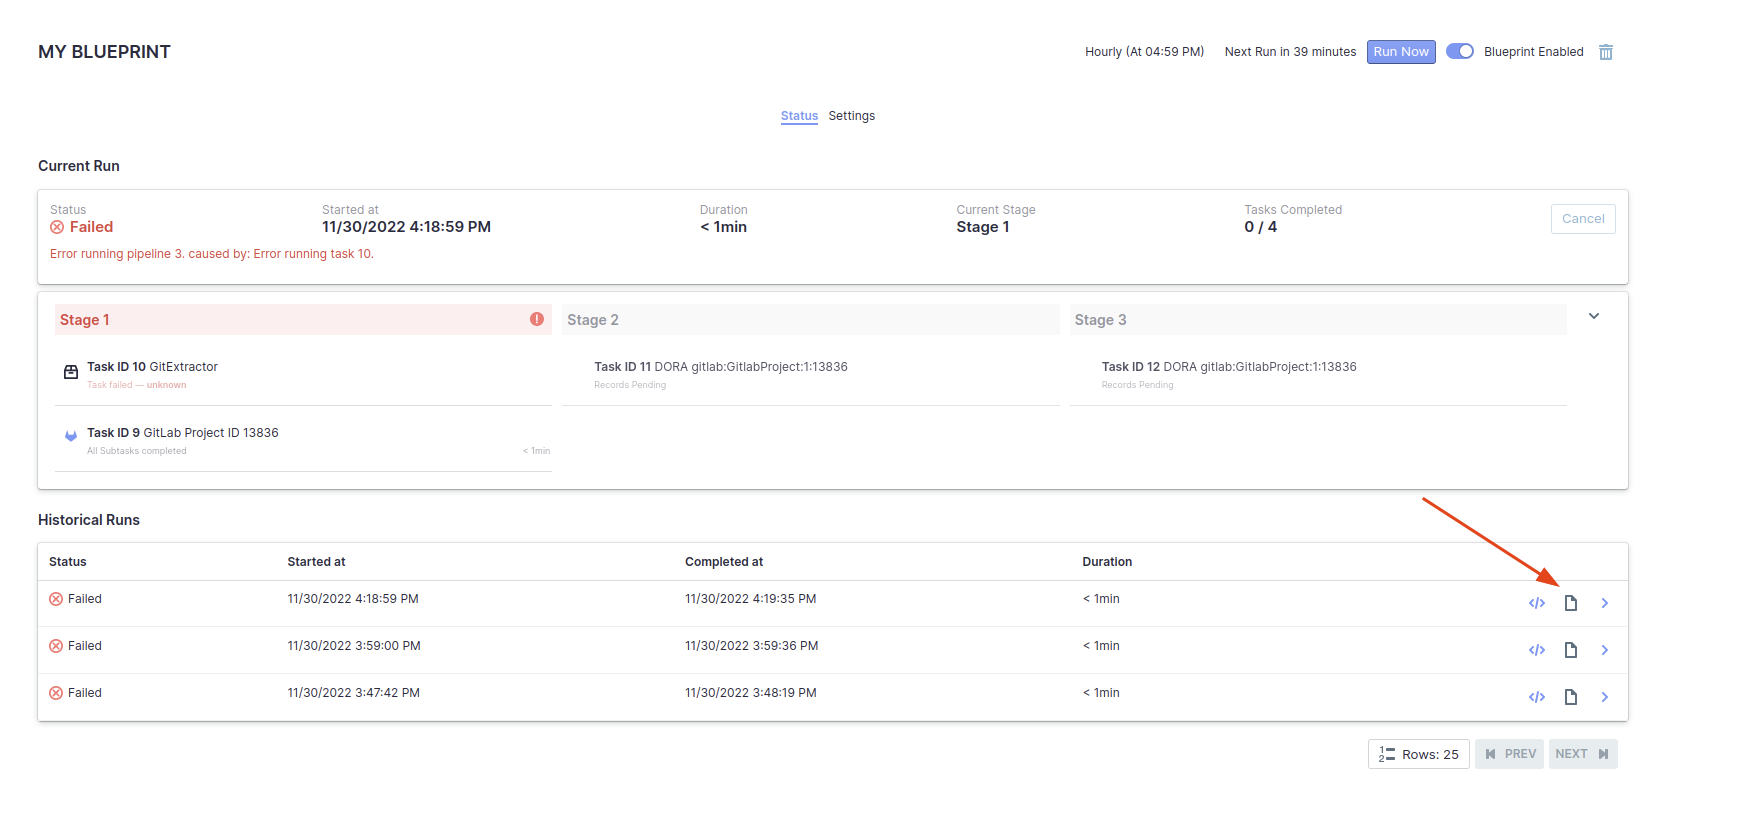 MY BLUEPRINT
Hourly (At 04:59 PM) Next Run in 39 minutes Run Now Blueprint Enabled
Status Settings
Current Run
Status Started at Duration Current Stage Tasks Completed
Failed 11/30/2022 4:18:59 PM < 1min Stage 1 0 / 4 Cancel
Error running pipeline 3. caused by: Error running task 10.
Stage 1 Stage 2 Stage 3
Task ID 10 GitExtractor Task ID 11 DORA gitlab:GitlabProject:1:13836 Task ID 12 DORA gitlab:GitlabProject:1:13836
Task failed — unknown Records Pending Records Pending
Task ID 9 GitLab Project ID 13836
All Subtasks completed < 1min
Historical Runs
Status Started at Completed at Duration
Failed 11/30/2022 4:18:59 PM 11/30/2022 4:19:35 PM < 1min
Failed 11/30/2022 3:59:00 PM 11/30/2022 3:59:36 PM < 1min
Failed 11/30/2022 3:47:42 PM 11/30/2022 3:48:19 PM < 1min
Rows: 25 PREV NEXT